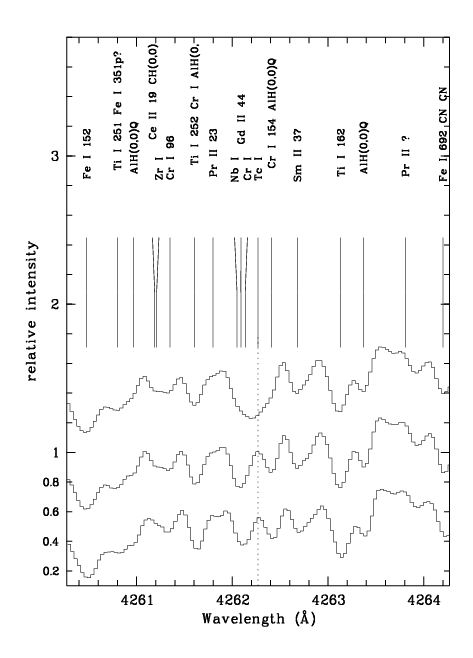 Fe I 152
Ti I 251 Fe I 351p?
AlH(0,0)Q
Ce II 19 CH(0,0)
Zr I
Cr I 96
Ti I 252 Cr I AlH(0,
Pr II 23
Nb I
Gd II 44
Cr I
Tc I
Cr I 154 AlH(0,0)Q
Sm II 37
Ti I 162
AlH(0,0)Q
Pr II ?
Fe I 692,CN CN
3
2
1
0.8
0.6
0.4
0.2
relative intensity
4261 4262 4263 4264
Wavelength (Å)